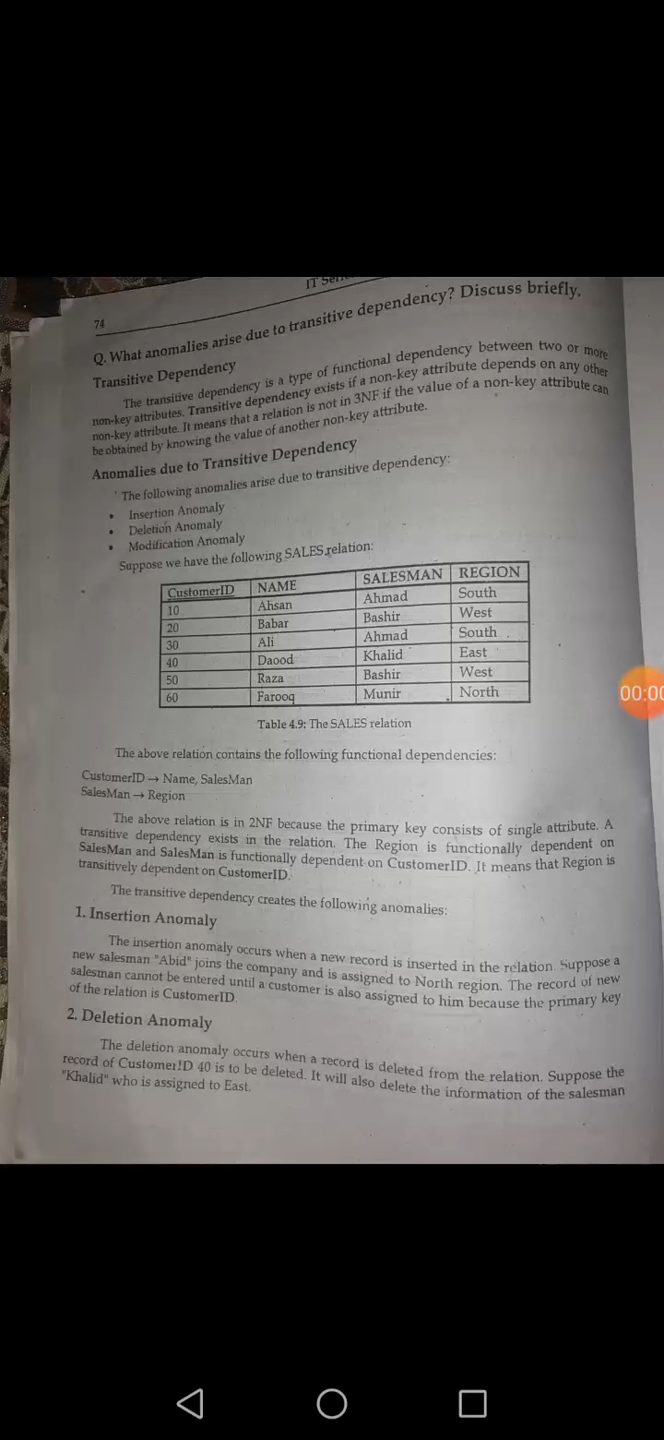 IT Seri
74
Q. What anomalies arise due to transitive dependency? Discuss briefly.
Transitive Dependency
The transitive dependency is a type of functional dependency between two or more
non-key attributes. Transitive dependency exists if a non-key attribute depends on any other
non-key attribute. It means that a relation is not in 3NF if the value of a non-key attribute can
be obtained by knowing the value of another non-key attribute.
Anomalies due to Transitive Dependency
The following anomalies arise due to transitive dependency:
• Insertion Anomaly
• Deletion Anomaly
• Modification Anomaly
Suppose we have the following SALES relation:
CustomerID NAME SALESMAN REGION
10 Ahsan Ahmad South
20 Babar Bashir West
30 Ali Ahmad South
40 Daood Khalid East
50 Raza Bashir West
60 Farooq Munir North
Table 4.9: The SALES relation
The above relation contains the following functional dependencies:
CustomerID → Name, SalesMan
SalesMan → Region
The above relation is in 2NF because the primary key consists of single attribute. A
transitive dependency exists in the relation. The Region is functionally dependent on
SalesMan and SalesMan is functionally dependent on CustomerID. It means that Region is
transitively dependent on CustomerID.
The transitive dependency creates the following anomalies:
1. Insertion Anomaly
The insertion anomaly occurs when a new record is inserted in the relation. Suppose a
new salesman "Abid" joins the company and is assigned to North region. The record of new
salesman cannot be entered until a customer is also assigned to him because the primary key
of the relation is CustomerID.
2. Deletion Anomaly
The deletion anomaly occurs when a record is deleted from the relation. Suppose the
record of CustomerID 40 is to be deleted. It will also delete the information of the salesman
"Khalid" who is assigned to East.
00:00